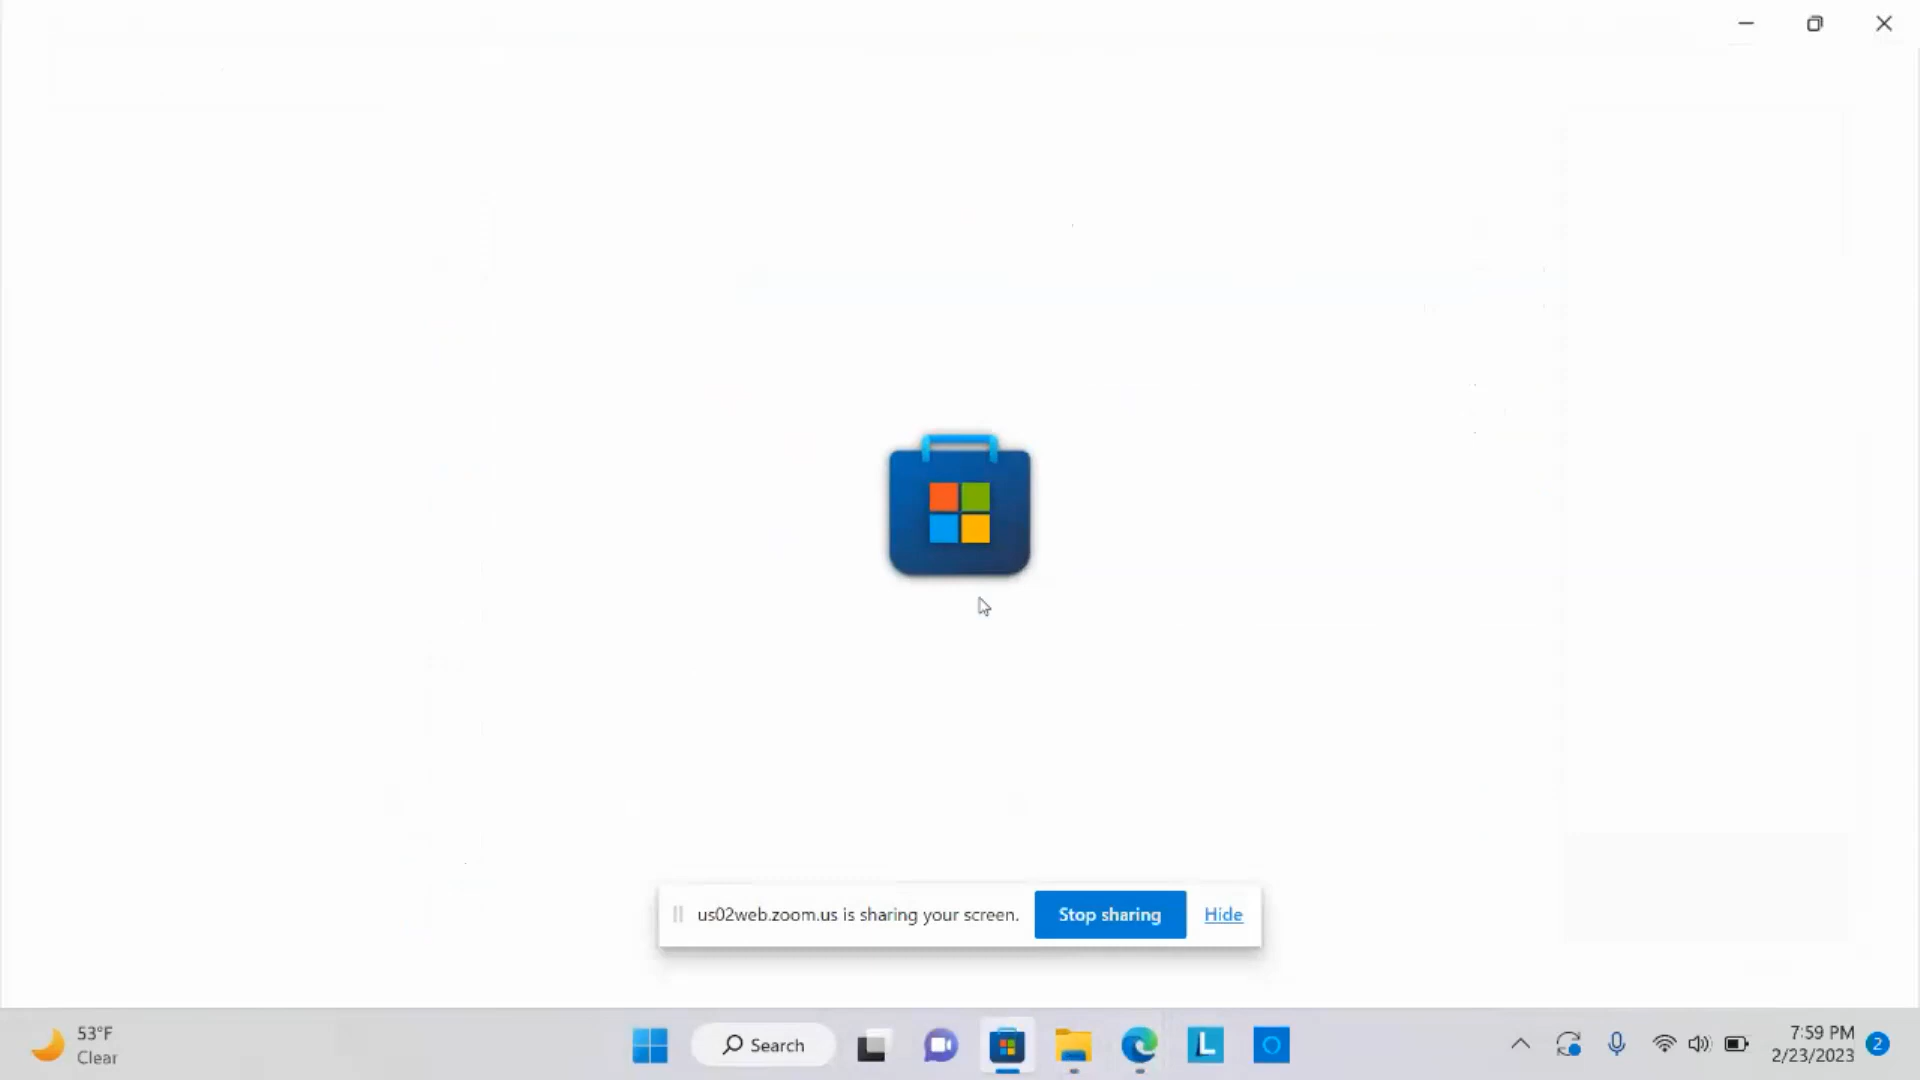 us02web.zoom.us is sharing your screen. Stop sharing Hide
53°F
Clear
Search
L
7:59 PM
2/23/2023
2